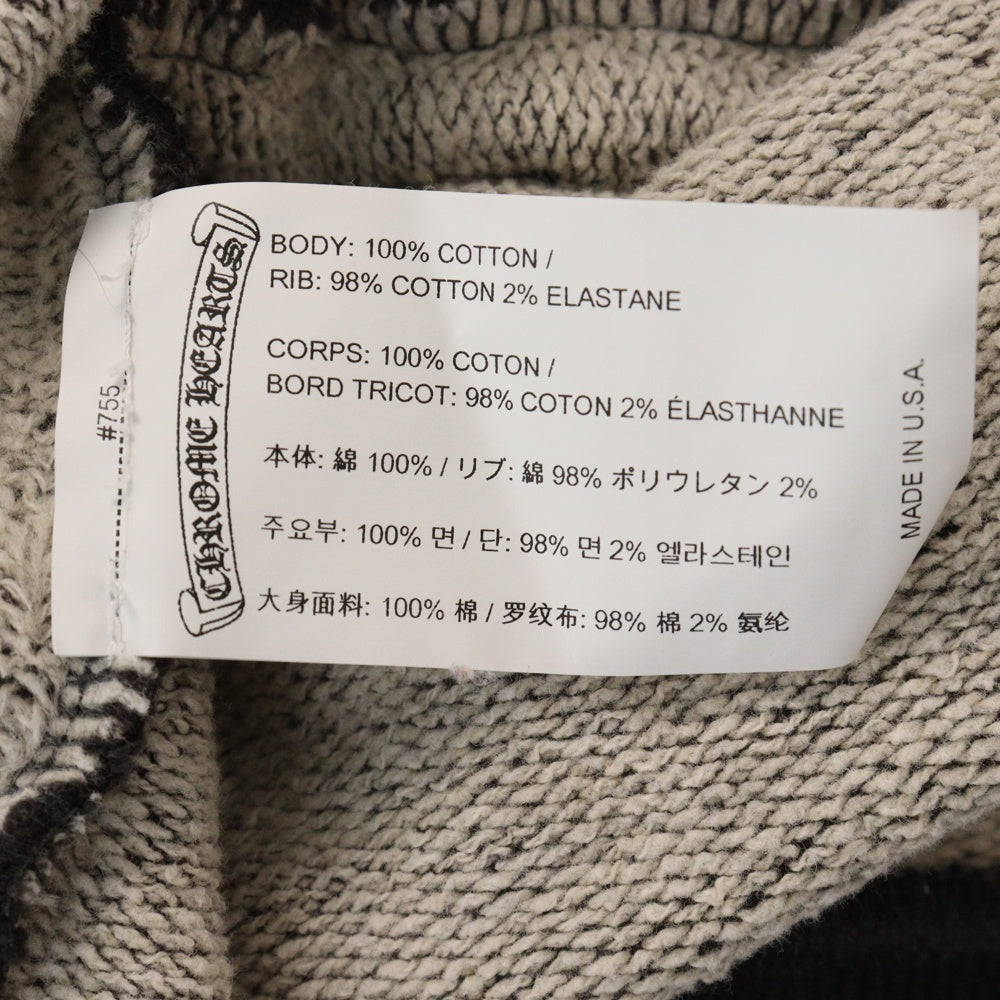 CHROME HEARTS
BODY: 100% COTTON /
RIB: 98% COTTON 2% ELASTANE
CORPS: 100% COTON /
BORD TRICOT: 98% COTON 2% ÉLASTHANNE
本体: 綿 100% / リブ: 綿 98% ポリウレタン 2%
주요부: 100% 면 / 단: 98% 면 2% 엘라스테인
大身面料: 100% 棉 / 罗纹布: 98% 棉 2% 氨纶
MADE IN U.S.A.
#755